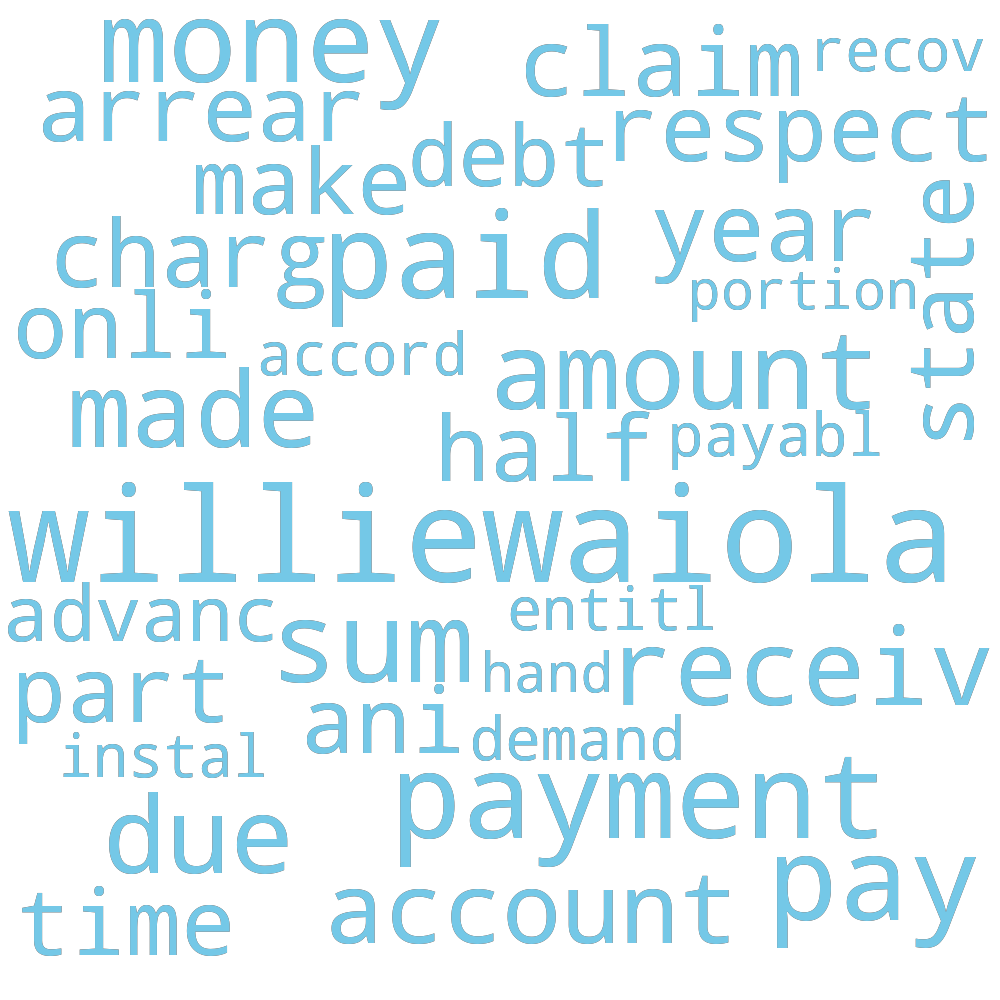 money
claim
recov
arrear
respect
debt
make
state
year
charg
paid
portion
onli
accord
amount
made
half
payabl
williewaiola
advanc
entitl
sum
receiv
hand
part
ani
demand
instal
payment
due
pay
account
time